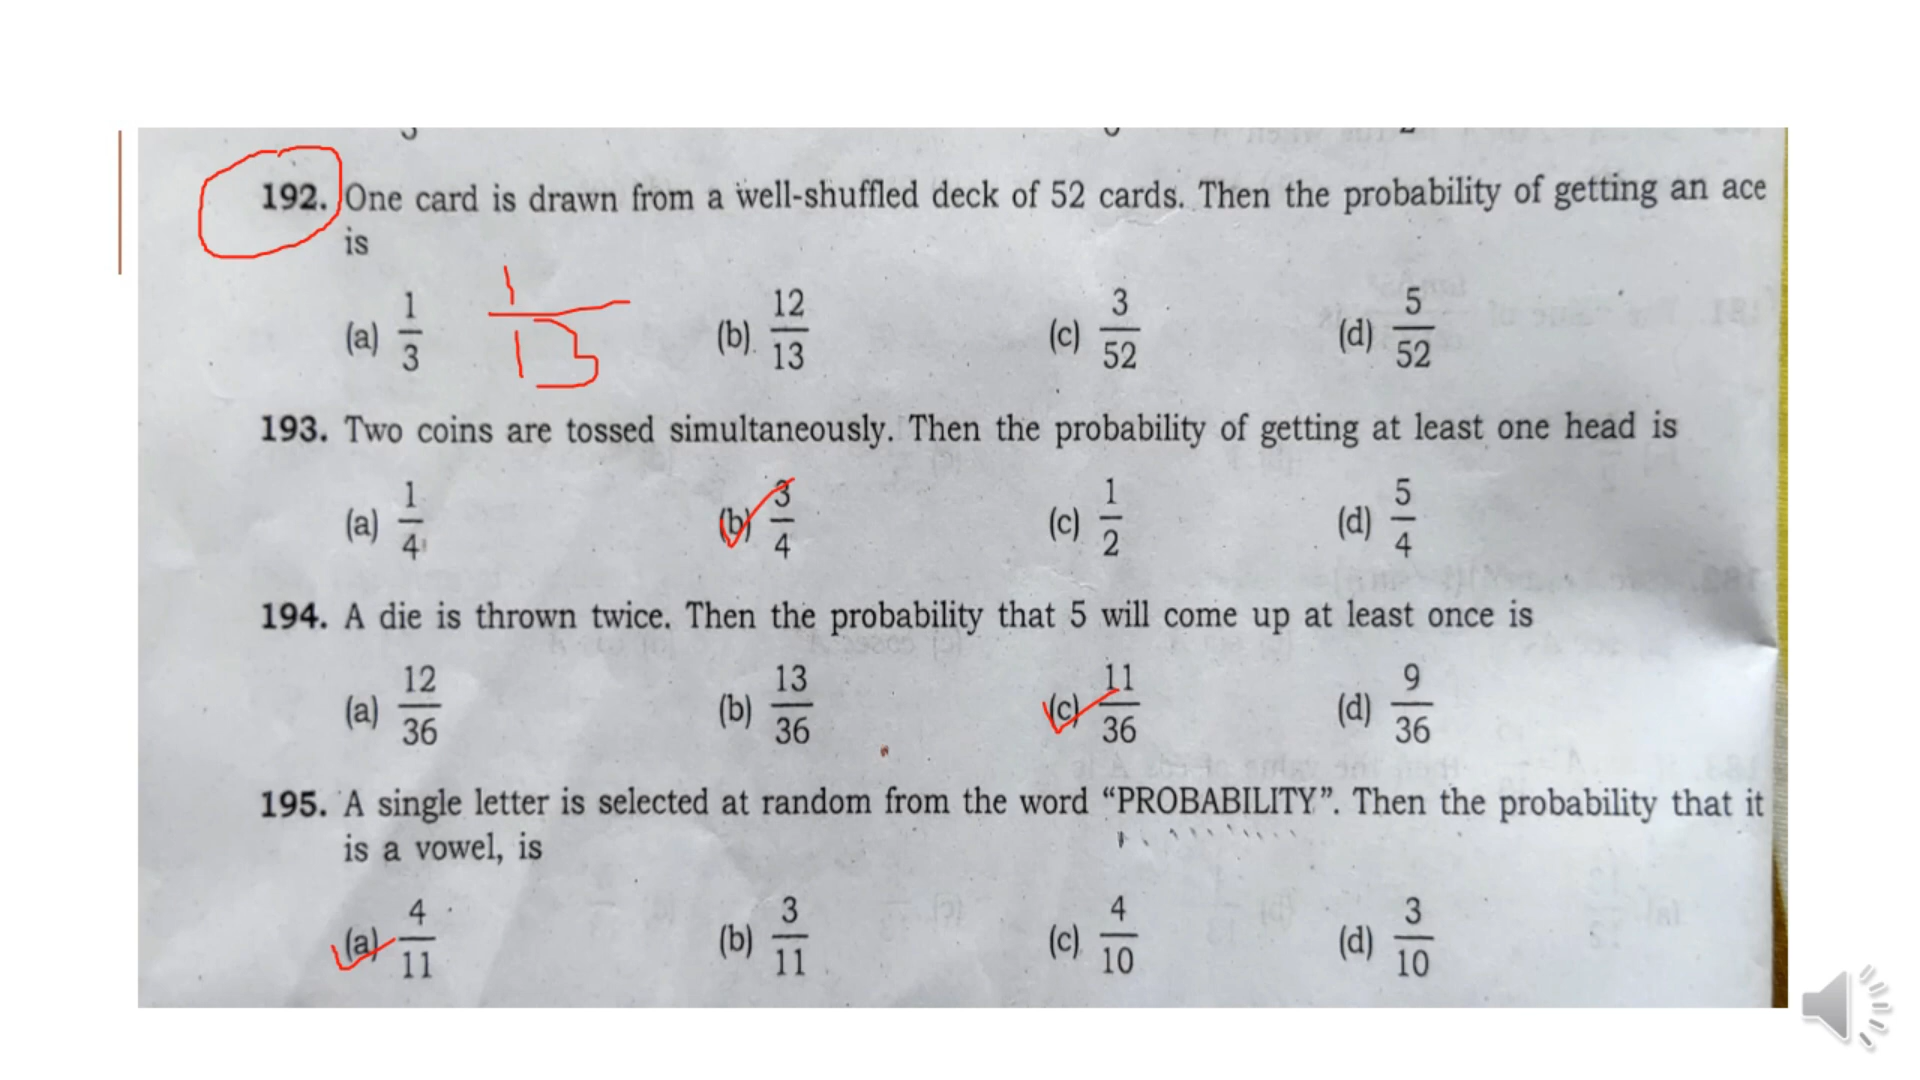 192. One card is drawn from a well-shuffled deck of 52 cards. Then the probability of getting an ace
is
(a) 1/3 1/13 (b) 12/13 (c) 3/52 (d) 5/52
193. Two coins are tossed simultaneously. Then the probability of getting at least one head is
(a) 1/4 (b) 3/4 (c) 1/2 (d) 5/4
194. A die is thrown twice. Then the probability that 5 will come up at least once is
(a) 12/36 (b) 13/36 (c) 11/36 (d) 9/36
195. A single letter is selected at random from the word “PROBABILITY”. Then the probability that it
is a vowel, is
(a) 4/11 (b) 3/11 (c) 4/10 (d) 3/10